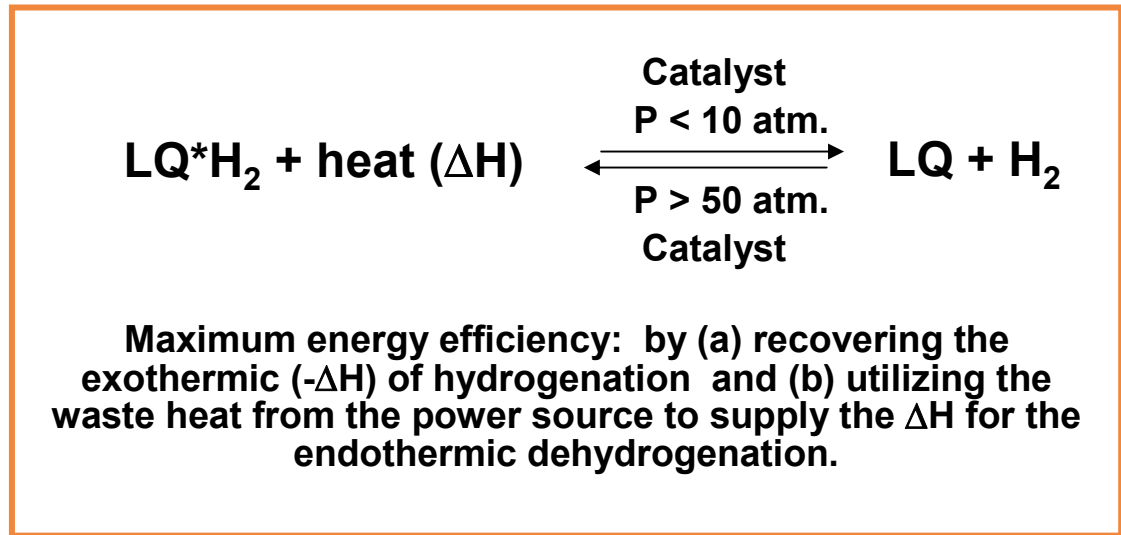 Catalyst
P < 10 atm.
LQ*H₂ + heat (ΔH) LQ + H₂
P > 50 atm.
Catalyst
Maximum energy efficiency: by (a) recovering the
exothermic (-ΔH) of hydrogenation and (b) utilizing the
waste heat from the power source to supply the ΔH for the
endothermic dehydrogenation.